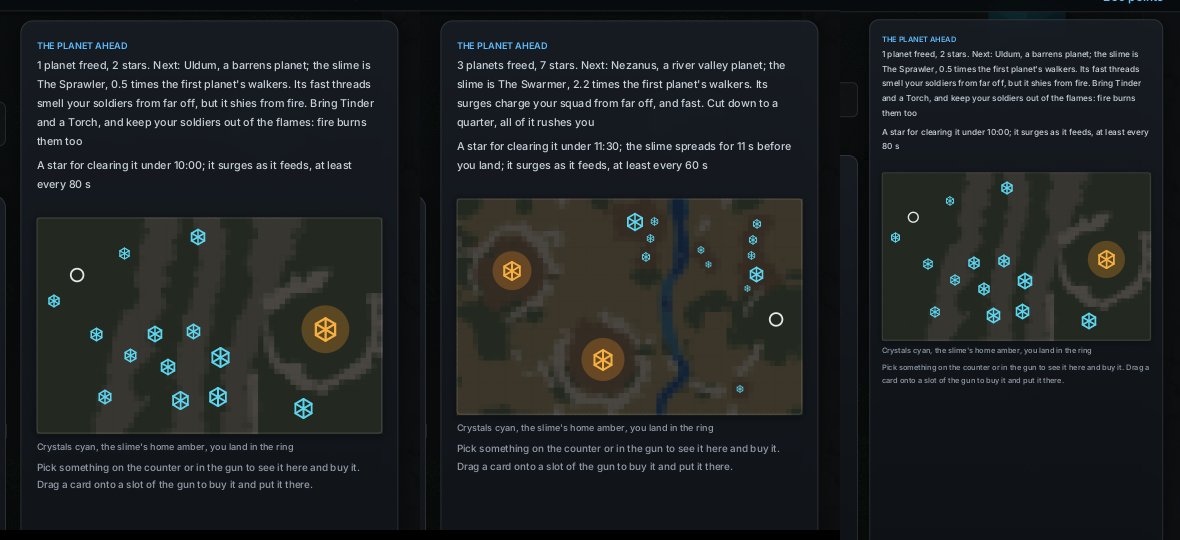 THE PLANET AHEAD
1 planet freed, 2 stars. Next: Uldum, a barrens planet; the slime is
The Sprawler, 0.5 times the first planet's walkers. Its fast threads
smell your soldiers from far off, but it shies from fire. Bring Tinder
and a Torch, and keep your soldiers out of the flames: fire burns
them too
A star for clearing it under 10:00; it surges as it feeds, at least
every 80 s
Crystals cyan, the slime's home amber, you land in the ring
Pick something on the counter or in the gun to see it here and buy it.
Drag a card onto a slot of the gun to buy it and put it there.
THE PLANET AHEAD
3 planets freed, 7 stars. Next: Nezanus, a river valley planet; the
slime is The Swarmer, 2.2 times the first planet's walkers. Its
surges charge your squad from far off, and fast. Cut down to a
quarter, all of it rushes you
A star for clearing it under 11:30; the slime spreads for 11 s before
you land; it surges as it feeds, at least every 60 s
Crystals cyan, the slime's home amber, you land in the ring
Pick something on the counter or in the gun to see it here and buy it.
Drag a card onto a slot of the gun to buy it and put it there.
THE PLANET AHEAD
1 planet freed, 2 stars. Next: Uldum, a barrens planet; the slime is
The Sprawler, 0.5 times the first planet's walkers. Its fast threads
smell your soldiers from far off, but it shies from fire. Bring Tinder
and a Torch, and keep your soldiers out of the flames: fire burns
them too
A star for clearing it under 10:00; it surges as it feeds, at least every
80 s
Crystals cyan, the slime's home amber, you land in the ring
Pick something on the counter or in the gun to see it here and buy it. Drag a
card onto a slot of the gun to buy it and put it there.